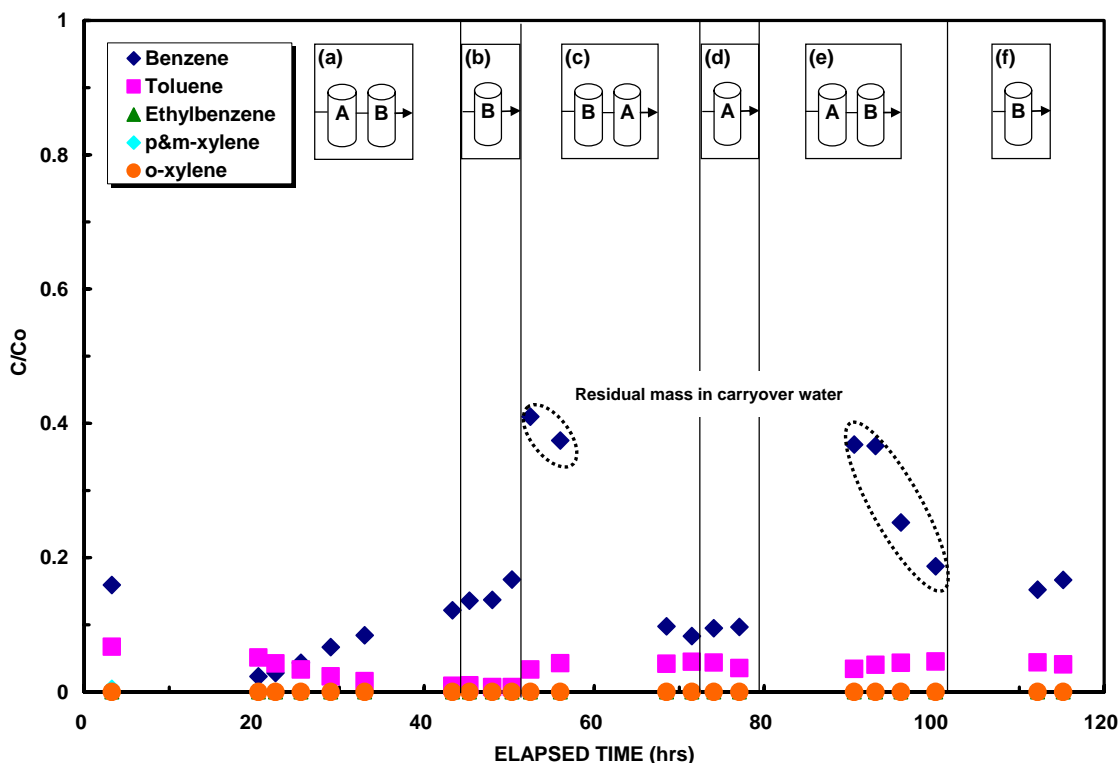 1
0.8
0.6
0.4
0.2
0
C/Co
Benzene
Toluene
Ethylbenzene
p&m-xylene
o-xylene
(a)
A B
(b)
B
(c)
B A
(d)
A
(e)
A B
(f)
B
Residual mass in carryover water
0 20 40 60 80 100 120
ELAPSED TIME (hrs)